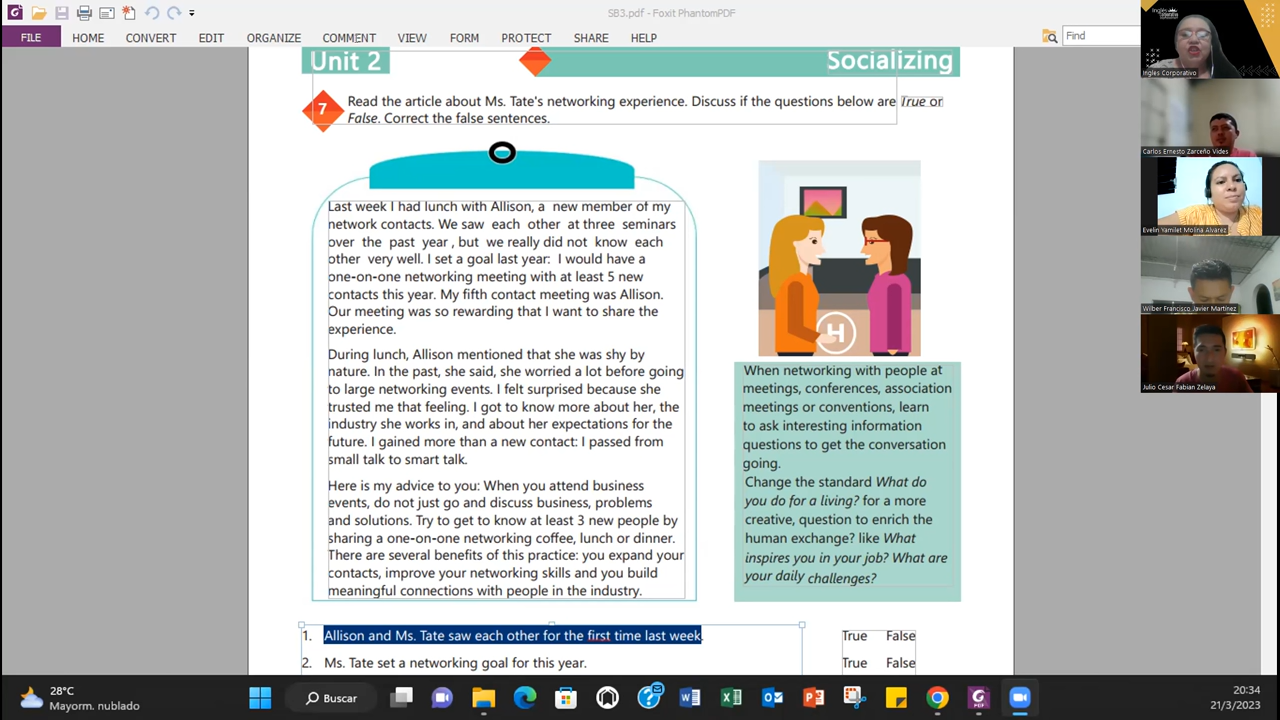 SB3.pdf - Foxit PhantomPDF
FILE
HOME
CONVERT
EDIT
ORGANIZE
COMMENT
VIEW
FORM
PROTECT
SHARE
HELP
Find
Unit 2
Socializing
7
Read the article about Ms. Tate's networking experience. Discuss if the questions below are True or
False. Correct the false sentences.
Last week I had lunch with Allison, a new member of my
network contacts. We saw each other at three seminars
over the past year , but we really did not know each
other very well. I set a goal last year: I would have a
one-on-one networking meeting with at least 5 new
contacts this year. My fifth contact meeting was Allison.
Our meeting was so rewarding that I want to share the
experience.
During lunch, Allison mentioned that she was shy by
nature. In the past, she said, she worried a lot before going
to large networking events. I felt surprised because she
trusted me that feeling. I got to know more about her, the
industry she works in, and about her expectations for the
future. I gained more than a new contact: I passed from
small talk to smart talk.
Here is my advice to you: When you attend business
events, do not just go and discuss business, problems
and solutions. Try to get to know at least 3 new people by
sharing a one-on-one networking coffee, lunch or dinner.
There are several benefits of this practice: you expand your
contacts, improve your networking skills and you build
meaningful connections with people in the industry.
H
When networking with people at
meetings, conferences, association
meetings or conventions, learn
to ask interesting information
questions to get the conversation
going.
Change the standard What do
you do for a living? for a more
creative, question to enrich the
human exchange? like What
inspires you in your job? What are
your daily challenges?
1. Allison and Ms. Tate saw each other for the first time last week. True False
2. Ms. Tate set a networking goal for this year. True False
Inglés
Corporativo
Inglés Corporativo
Carlos Ernesto Zarceño Vides
Evelin Yamilet Molina Alvarez
Wilber Francisco Javier Martinez
Julio Cesar Fabian Zelaya
28°C
Mayorm. nublado
Buscar
20:34
21/3/2023